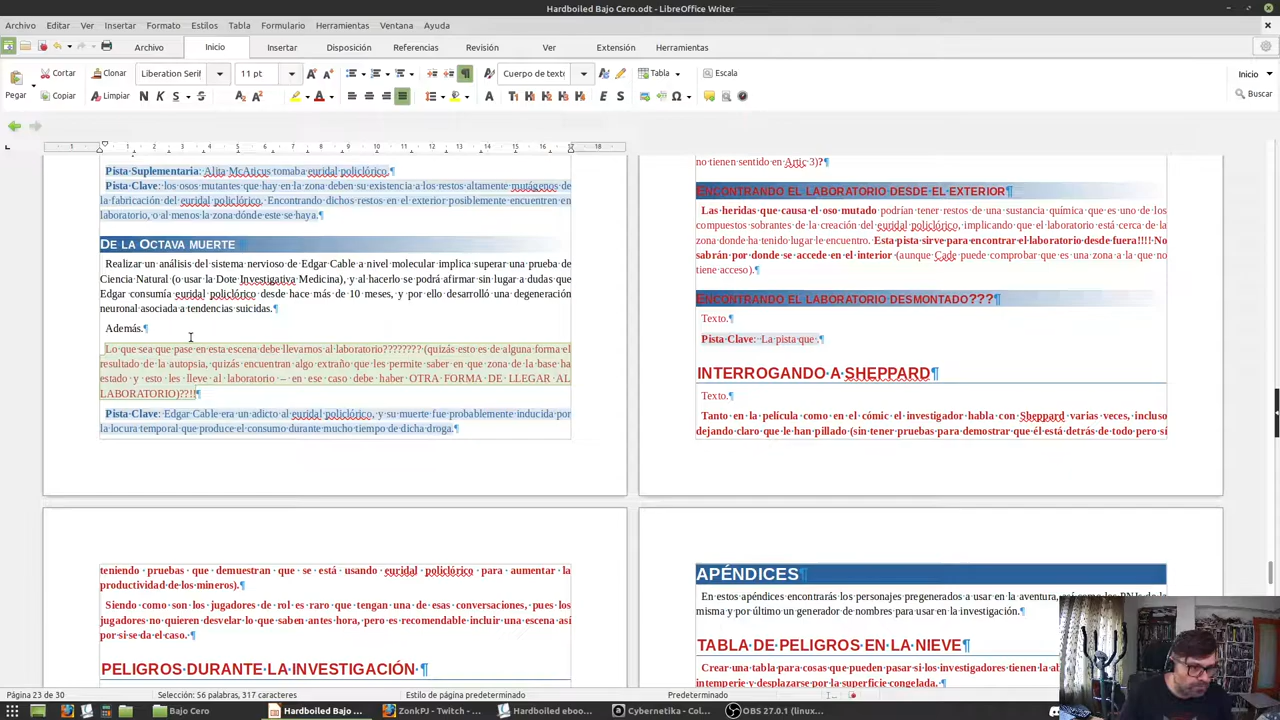 Hardboiled Bajo Cero.odt - LibreOffice Writer
Archivo Editar Ver Insertar Formato Estilos Tabla Formulario Herramientas Ventana Ayuda
Archivo Inicio Insertar Disposición Referencias Revisión Ver Extensión Herramientas
Pegar Cortar Clonar Liberation Serif 11 pt Cuerpo de texto Tabla Escala Inicio
Copiar Limpiar Buscar
Pista Suplementaria: Alita McAticus tomaba euridal policlórico.¶
Pista Clave: los osos mutantes que hay en la zona deben su existencia a los restos altamente mutágenos de
la fabricación del euridal policlórico. Encontrando dichos restos en el exterior posiblemente encuentren en
laboratorio, o al menos la zona dónde este se haya.¶
De la Octava muerte¶
Realizar un análisis del sistema nervioso de Edgar Cable a nivel molecular implica superar una prueba de
Ciencia Natural (o usar la Dote Investigativa Medicina), y al hacerlo se podrá afirmar sin lugar a dudas que
Edgar consumía euridal policlórico desde hace más de 10 meses, y por ello desarrolló una degeneración
neuronal asociada a tendencias suicidas.¶
Además.¶
Lo que sea que pase en esta escena debe llevarnos al laboratorio???????? (quizás esto es de alguna forma el
resultado de la autopsia, quizás encuentran algo extraño que les permite saber en que zona de la base ha
estado y esto les lleve al laboratorio – en ese caso debe haber OTRA FORMA DE LLEGAR AL
LABORATORIO)??!!¶
Pista Clave: Edgar Cable era un adicto al euridal policlórico, y su muerte fue probablemente inducida por
la locura temporal que produce el consumo durante mucho tiempo de dicha droga.¶
no tienen sentido en Artic 3)?¶
Encontrando el laboratorio desde el exterior¶
Las heridas que causa el oso mutado podrían tener restos de una sustancia química que es uno de los
compuestos sobrantes de la creación del euridal policlórico, implicando que el laboratorio está cerca de la
zona donde ha tenido lugar le encuentro. Esta pista sirve para encontrar el laboratorio desde fuera!!!! No
sabrán por donde se accede en el interior (aunque Cade puede comprobar que es una zona a la que no
tiene acceso).¶
Encontrando el laboratorio desmontado???¶
Texto.¶
Pista Clave: La pista que .¶
INTERROGANDO A SHEPPARD¶
Texto.¶
Tanto en la película como en el cómic el investigador habla con Sheppard varias veces, incluso
dejando claro que le han pillado (sin tener pruebas para demostrar que él está detrás de todo pero sí
teniendo pruebas que demuestran que se está usando euridal policlórico para aumentar la
productividad de los mineros).¶
Siendo como son los jugadores de rol es raro que tengan una de esas conversaciones, pues los
jugadores no quieren desvelar lo que saben antes hora, pero es recomendable incluir una escena así
por si se da el caso. ¶
PELIGROS DURANTE LA INVESTIGACIÓN ¶
APÉNDICES¶
En estos apéndices encontrarás los personajes pregenerados a usar en la aventura, así como los PNJs de la
misma y por último un generador de nombres para usar en la investigación.¶
TABLA DE PELIGROS EN LA NIEVE¶
Crear una tabla para cosas que pueden pasar si los investigadores tienen la
intemperie y desplazarse por la superficie congelada.¶
Página 23 de 30 Selección: 56 palabras, 317 caracteres Estilo de página predeterminado Predeterminado
Bajo Cero Hardboiled Bajo ... ZonkPJ - Twitch - ... Hardboiled eboo... Cybernetika - Col... OBS 27.0.1 (linux...